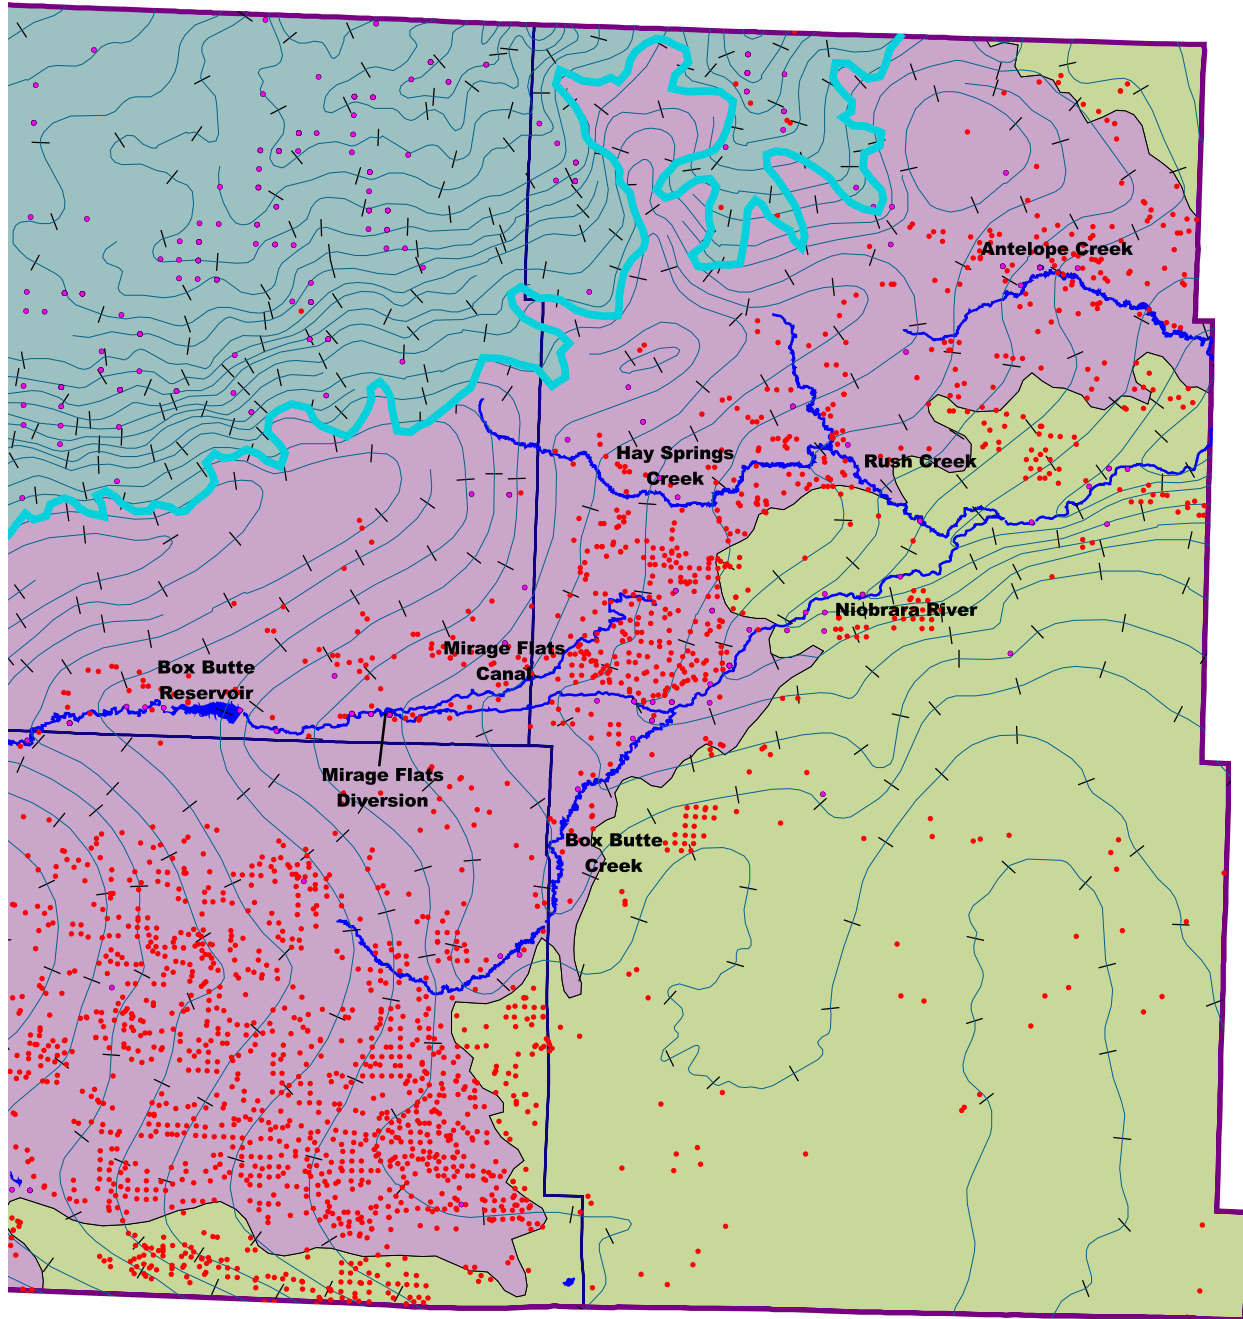 Antelope Creek
Hay Springs
Creek
Rush Creek
Niobrara River
Mirage Flats
Canal
Box Butte
Reservoir
Mirage Flats
Diversion
Box Butte
Creek